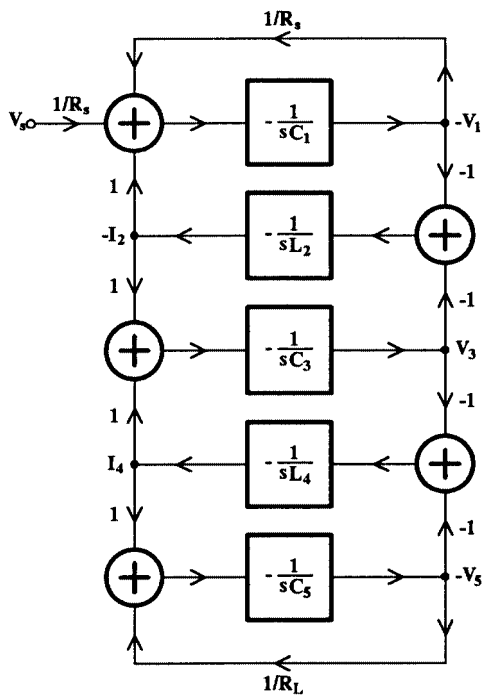 1/Rs
1/Rs
Vs + - 1/sC1 -V1
1 -1
-I2 - 1/sL2 +
1 -1
+ - 1/sC3 V3
1 -1
I4 - 1/sL4 +
1 -1
+ - 1/sC5 -V5
1/RL